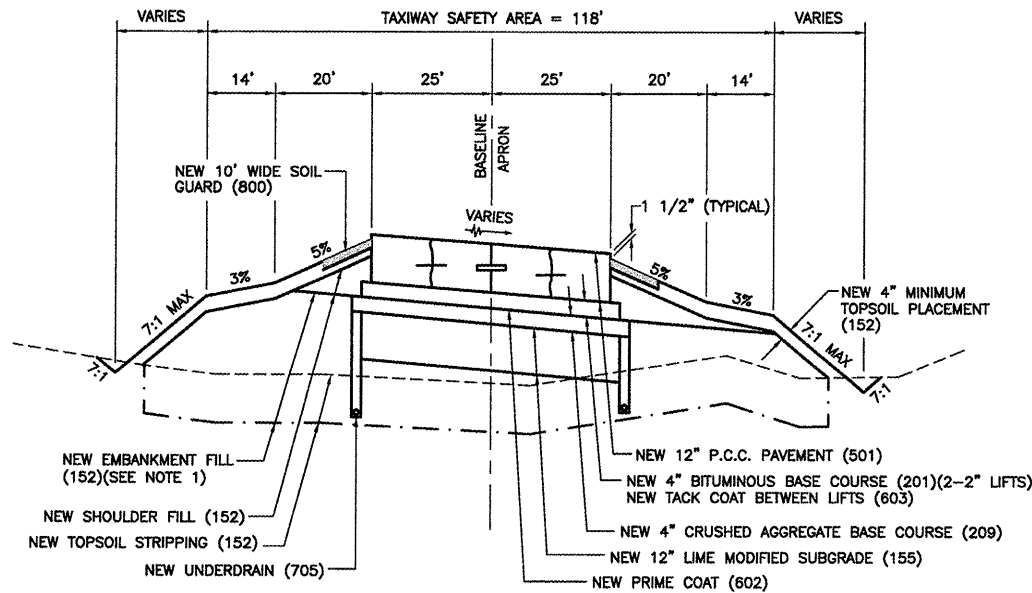 VARIES
TAXIWAY SAFETY AREA = 118'
VARIES
14'
20'
25'
25'
20'
14'
BASELINE
APRON
NEW 10' WIDE SOIL
GUARD (800)
1 1/2" (TYPICAL)
VARIES
5%
5%
3%
3%
7:1 MAX
7:1 MAX
7:1
7:1
NEW 4" MINIMUM
TOPSOIL PLACEMENT
(152)
NEW EMBANKMENT FILL
(152)(SEE NOTE 1)
NEW SHOULDER FILL (152)
NEW TOPSOIL STRIPPING (152)
NEW UNDERDRAIN (705)
NEW 12" P.C.C. PAVEMENT (501)
NEW 4" BITUMINOUS BASE COURSE (201)(2-2" LIFTS)
NEW TACK COAT BETWEEN LIFTS (603)
NEW 4" CRUSHED AGGREGATE BASE COURSE (209)
NEW 12" LIME MODIFIED SUBGRADE (155)
NEW PRIME COAT (602)